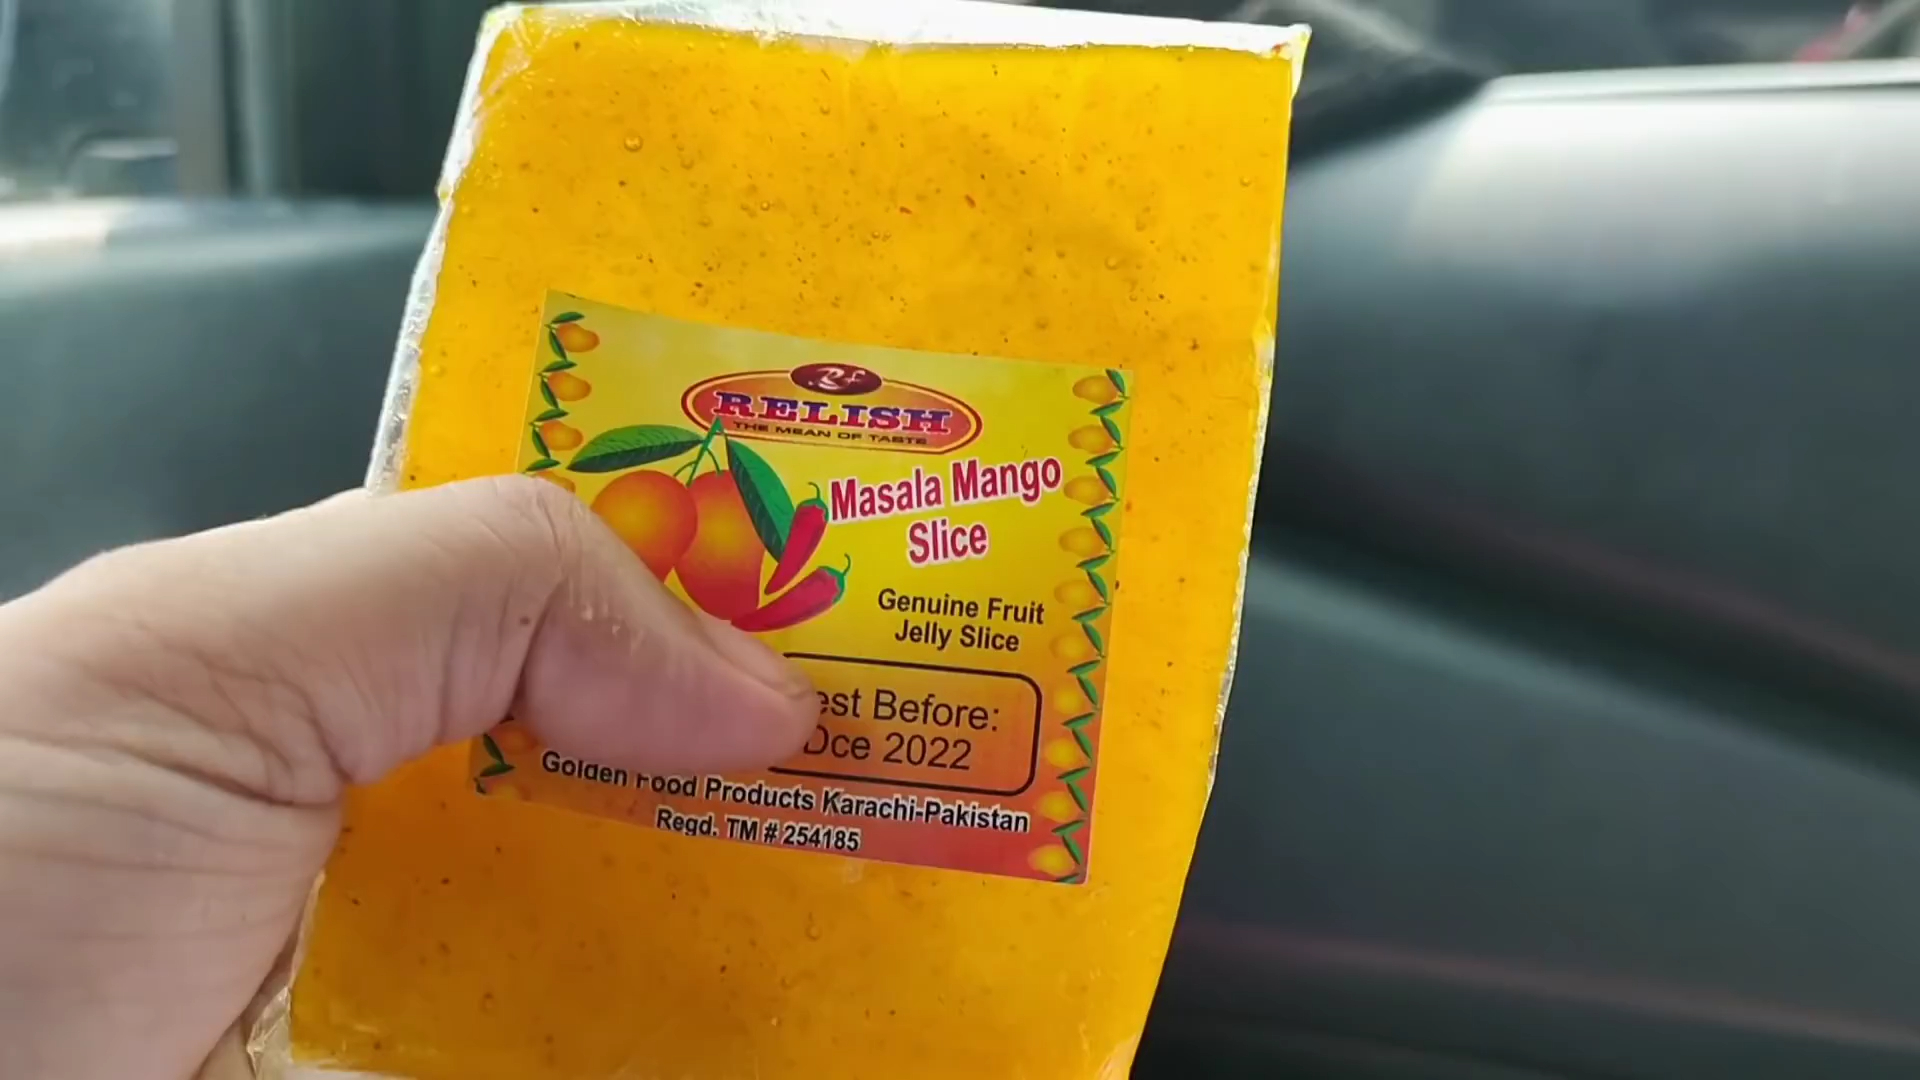 Rf
RELISH
THE MEAN OF TASTE
Masala Mango
Slice
Genuine Fruit
Jelly Slice
est Before:
Dce 2022
Golden Food Products Karachi-Pakistan
Regd. TM # 254185